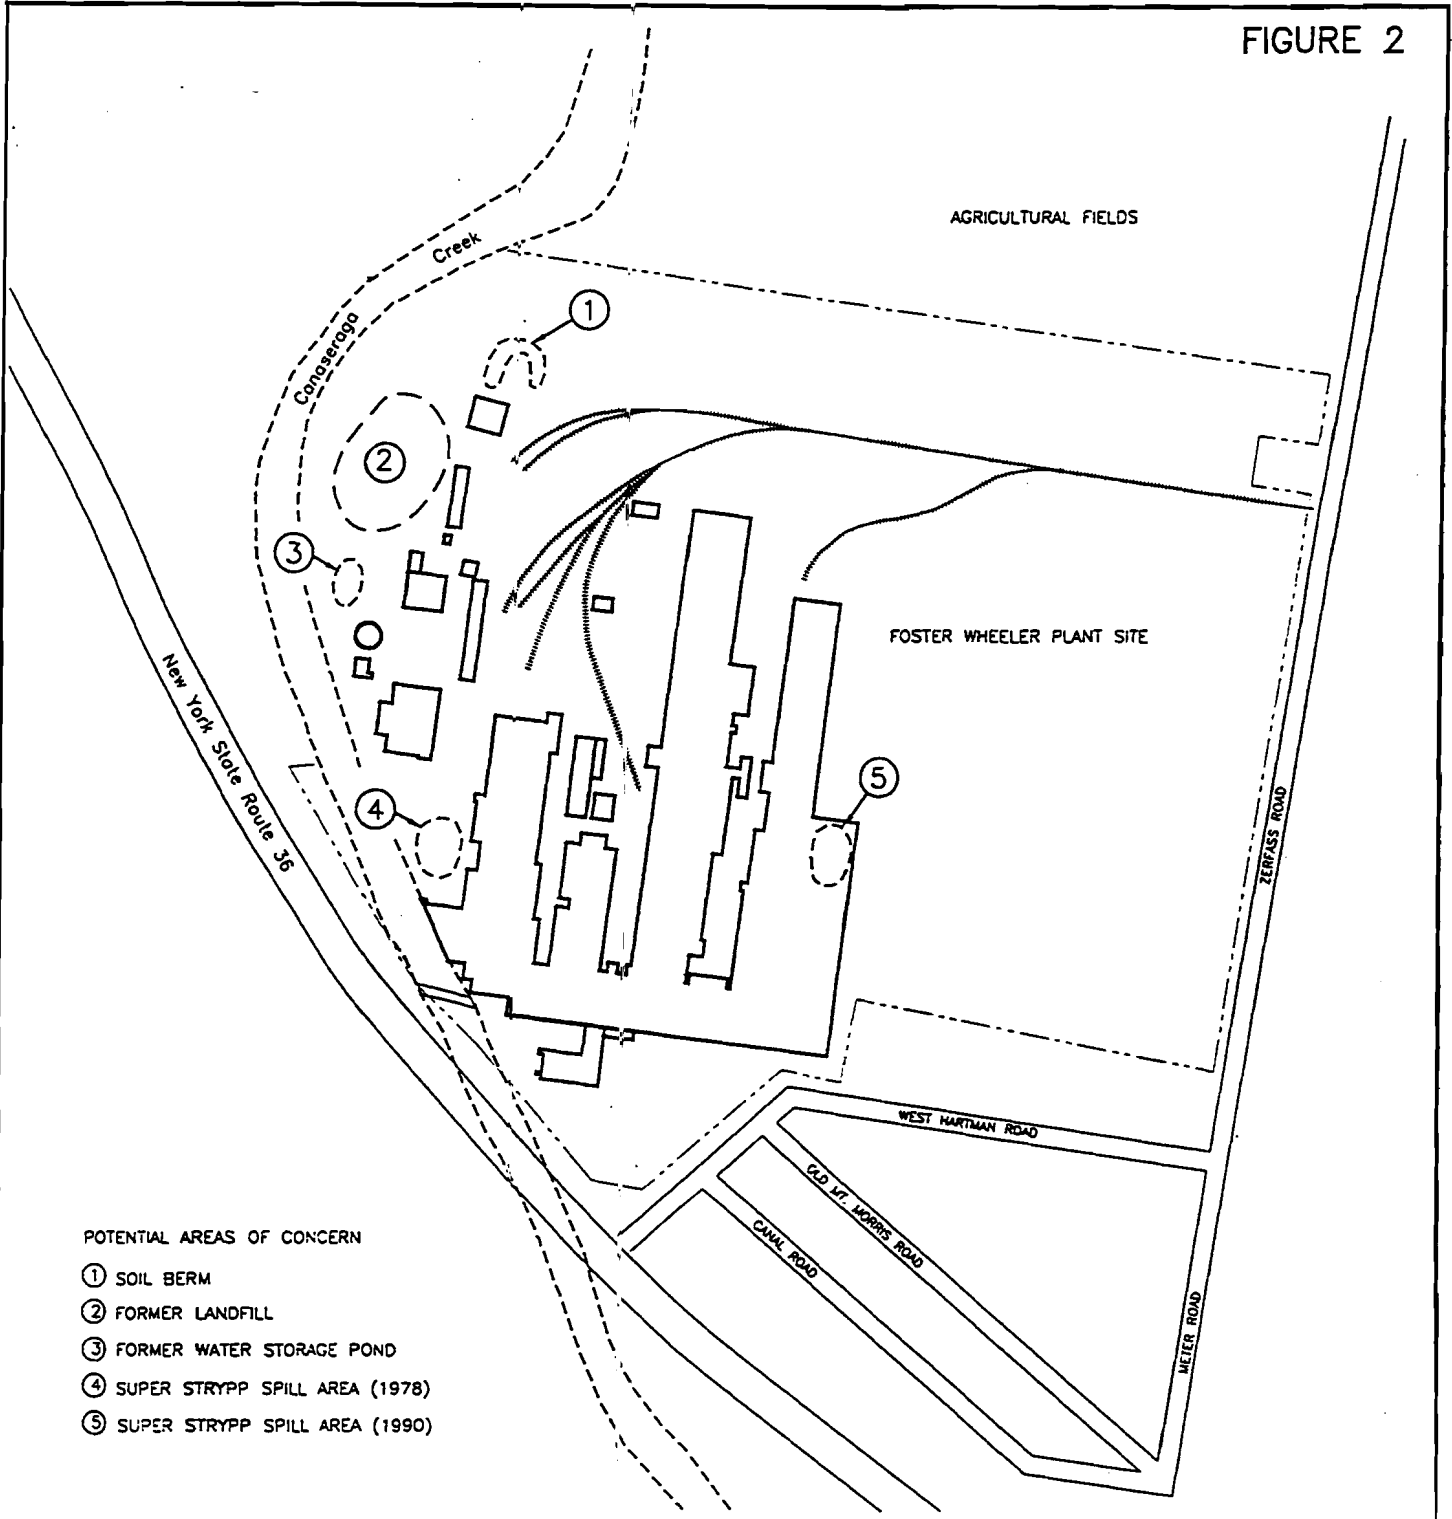 FIGURE 2
AGRICULTURAL FIELDS
Creek
Canaseraga
1
2
3
FOSTER WHEELER PLANT SITE
New York State Route 36
4
5
ZERFASS ROAD
WEST HARTMAN ROAD
OLD MT. MORRIS ROAD
CANAL ROAD
METER ROAD
POTENTIAL AREAS OF CONCERN
1 SOIL BERM
2 FORMER LANDFILL
3 FORMER WATER STORAGE POND
4 SUPER STRYPP SPILL AREA (1978)
5 SUPER STRYPP SPILL AREA (1990)